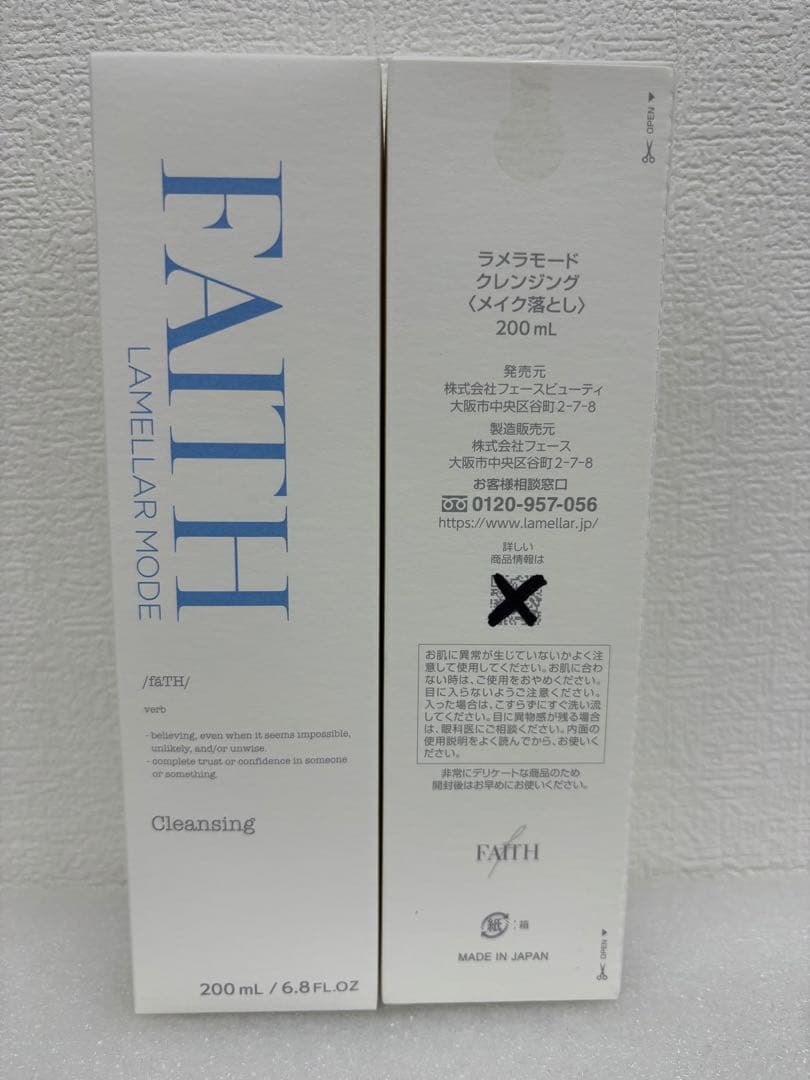 FAITH
LAMELLAR MODE
/fāTH/
verb
- believing, even when it seems impossible,
unlikely, and/or unwise.
- complete trust or confidence in someone
or something.
Cleansing
200 mL / 6.8 FL.OZ
OPEN
ラメラモード
クレンジング
〈メイク落とし〉
200 mL
発売元
株式会社フェースビューティ
大阪市中央区谷町2-7-8
製造販売元
株式会社フェース
大阪市中央区谷町2-7-8
お客様相談窓口
0120-957-056
https://www.lamellar.jp/
詳しい
商品情報は
お肌に異常が生じていないかよく注
意して使用してください。お肌に合わ
ない時は、ご使用をおやめください。
目に入らないようご注意ください。
入った場合は、こすらずにすぐ洗い流
してください。目に異物感が残る場合
は、眼科医にご相談ください。内面の
使用説明をよく読んでから、お使いく
ださい。
非常にデリケートな商品のため
開封後はお早めにお使いください。
FAITH
紙 : 箱
MADE IN JAPAN
OPEN